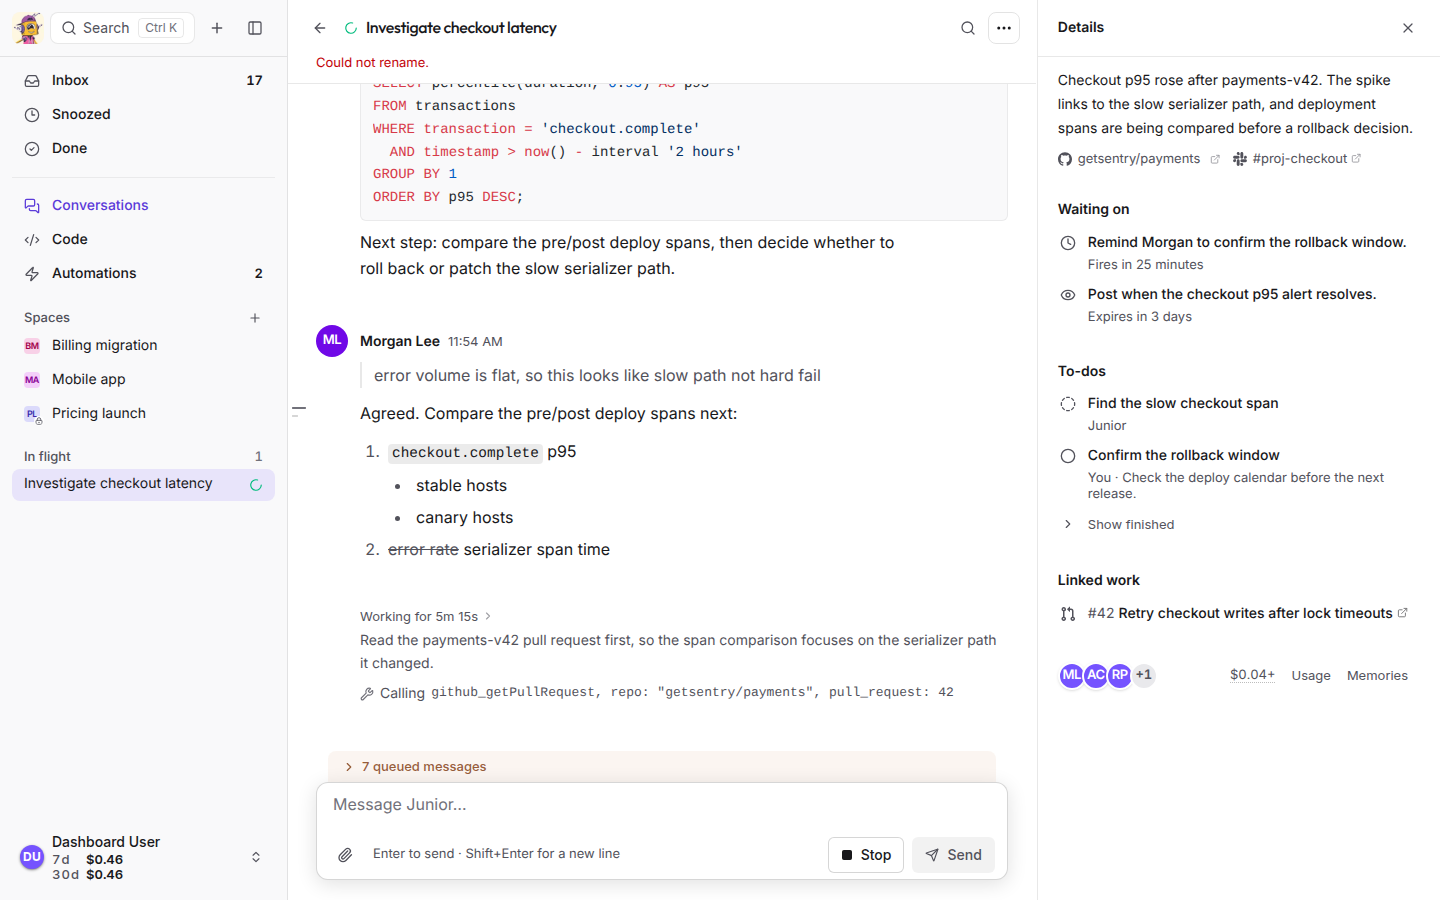 Search Ctrl K
Inbox 17
Snoozed
Done
Conversations
Code
Automations 2
Spaces
BM Billing migration
MA Mobile app
PL Pricing launch
In flight 1
Investigate checkout latency
DU Dashboard User
7d $0.46
30d $0.46
Investigate checkout latency
Could not rename.
SELECT percentile(duration, 0.95) AS p95
FROM transactions
WHERE transaction = 'checkout.complete'
AND timestamp > now() - interval '2 hours'
GROUP BY 1
ORDER BY p95 DESC;
Next step: compare the pre/post deploy spans, then decide whether to
roll back or patch the slow serializer path.
ML Morgan Lee 11:54 AM
error volume is flat, so this looks like slow path not hard fail
Agreed. Compare the pre/post deploy spans next:
1. checkout.complete p95
• stable hosts
• canary hosts
2. error rate serializer span time
Working for 5m 15s
Read the payments-v42 pull request first, so the span comparison focuses on the serializer path
it changed.
Calling github_getPullRequest, repo: "getsentry/payments", pull_request: 42
7 queued messages
Message Junior...
Enter to send · Shift+Enter for a new line
Stop
Send
Details
Checkout p95 rose after payments-v42. The spike
links to the slow serializer path, and deployment
spans are being compared before a rollback decision.
getsentry/payments #proj-checkout
Waiting on
Remind Morgan to confirm the rollback window.
Fires in 25 minutes
Post when the checkout p95 alert resolves.
Expires in 3 days
To-dos
Find the slow checkout span
Junior
Confirm the rollback window
You · Check the deploy calendar before the next
release.
Show finished
Linked work
#42 Retry checkout writes after lock timeouts
ML AC RP +1 $0.04+ Usage Memories